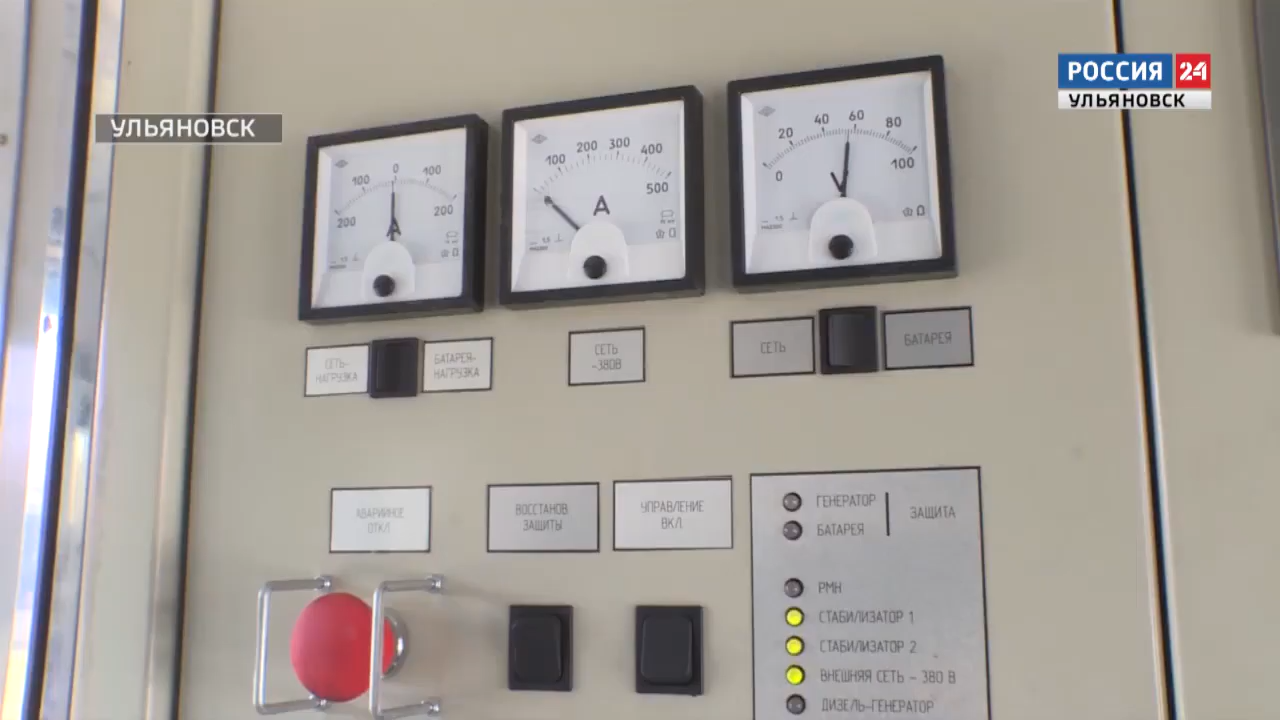 РОССИЯ 24
УЛЬЯНОВСК
УЛЬЯНОВСК
200 100 0 100 200
A
100 200 300 400 500
A
0 20 40 60 80 100
V
СЕТЬ-
НАГРУЗКА
БАТАРЕЯ-
НАГРУЗКА
СЕТЬ
~380В
СЕТЬ
БАТАРЕЯ
АВАРИЙНОЕ
ОТКЛ
ВОССТАНОВ.
ЗАЩИТЫ
УПРАВЛЕНИЕ
ВКЛ.
ГЕНЕРАТОР
БАТАРЕЯ
ЗАЩИТА
РМН
СТАБИЛИЗАТОР 1
СТАБИЛИЗАТОР 2
ВНЕШНЯЯ СЕТЬ ~ 380 В
ДИЗЕЛЬ-ГЕНЕРАТОР